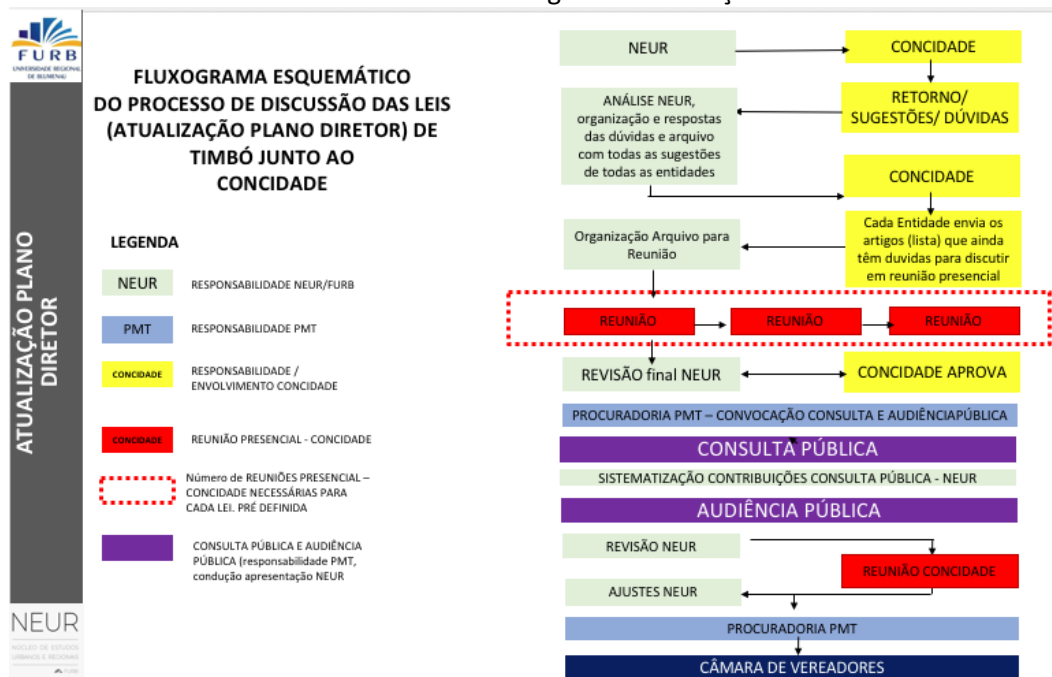 FURB
UNIVERSIDADE REGIONAL
DE BLUMENAU
ATUALIZAÇÃO PLANO
DIRETOR
NEUR
NÚCLEO DE ESTUDOS
URBANOS E REGIONAIS
FURB
FLUXOGRAMA ESQUEMÁTICO
DO PROCESSO DE DISCUSSÃO DAS LEIS
(ATUALIZAÇÃO PLANO DIRETOR) DE
TIMBÓ JUNTO AO
CONCIDADE
LEGENDA
NEUR
RESPONSABILIDADE NEUR/FURB
PMT
RESPONSABILIDADE PMT
CONCIDADE
RESPONSABILIDADE /
ENVOLVIMENTO CONCIDADE
CONCIDADE
REUNIÃO PRESENCIAL - CONCIDADE
Número de REUNIÕES PRESENCIAL –
CONCIDADE NECESSÁRIAS PARA
CADA LEI. PRÉ DEFINIDA
CONSULTA PÚBLICA E AUDIÊNCIA
PÚBLICA (responsabilidade PMT,
condução apresentação NEUR
NEUR
CONCIDADE
RETORNO/
SUGESTÕES/ DÚVIDAS
ANÁLISE NEUR,
organização e respostas
das dúvidas e arquivo
com todas as sugestões
de todas as entidades
CONCIDADE
Cada Entidade envia os
artigos (lista) que ainda
têm duvidas para discutir
em reunião presencial
Organização Arquivo para
Reunião
REUNIÃO
REUNIÃO
REUNIÃO
REVISÃO final NEUR
CONCIDADE APROVA
PROCURADORIA PMT – CONVOCAÇÃO CONSULTA E AUDIÊNCIAPÚBLICA
CONSULTA PÚBLICA
SISTEMATIZAÇÃO CONTRIBUIÇÕES CONSULTA PÚBLICA - NEUR
AUDIÊNCIA PÚBLICA
REVISÃO NEUR
REUNIÃO CONCIDADE
AJUSTES NEUR
PROCURADORIA PMT
CÂMARA DE VEREADORES